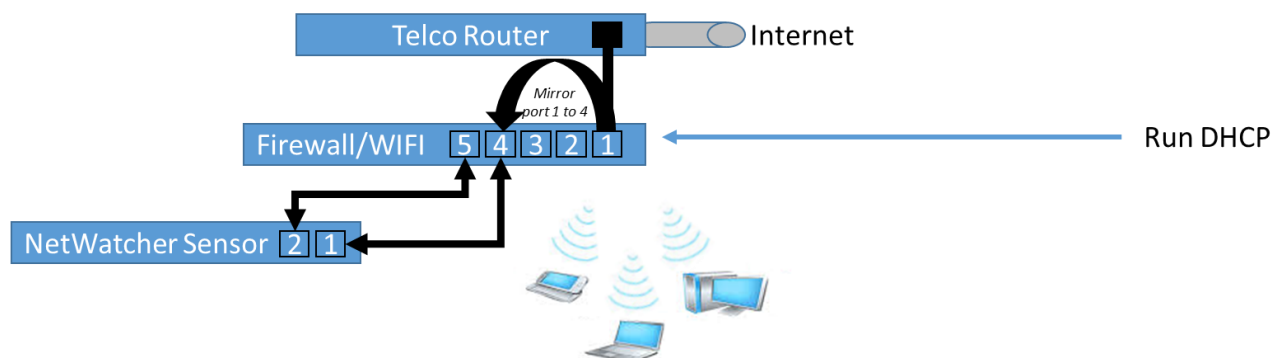 Telco Router
Internet
Mirror
port 1 to 4
Firewall/WIFI 5 4 3 2 1
Run DHCP
NetWatcher Sensor 2 1